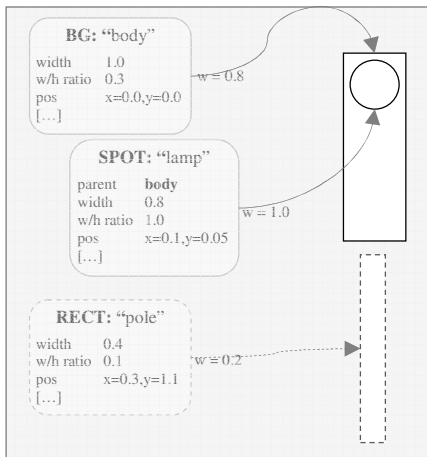 BG: “body”
width 1.0
w/h ratio 0.3
pos x=0.0,y=0.0
[…]
w = 0.8
SPOT: “lamp”
parent body
width 0.8
w/h ratio 1.0
pos x=0.1,y=0.05
[…]
w = 1.0
RECT: “pole”
width 0.4
w/h ratio 0.1
pos x=0.3,y=1.1
[…]
w = 0.2